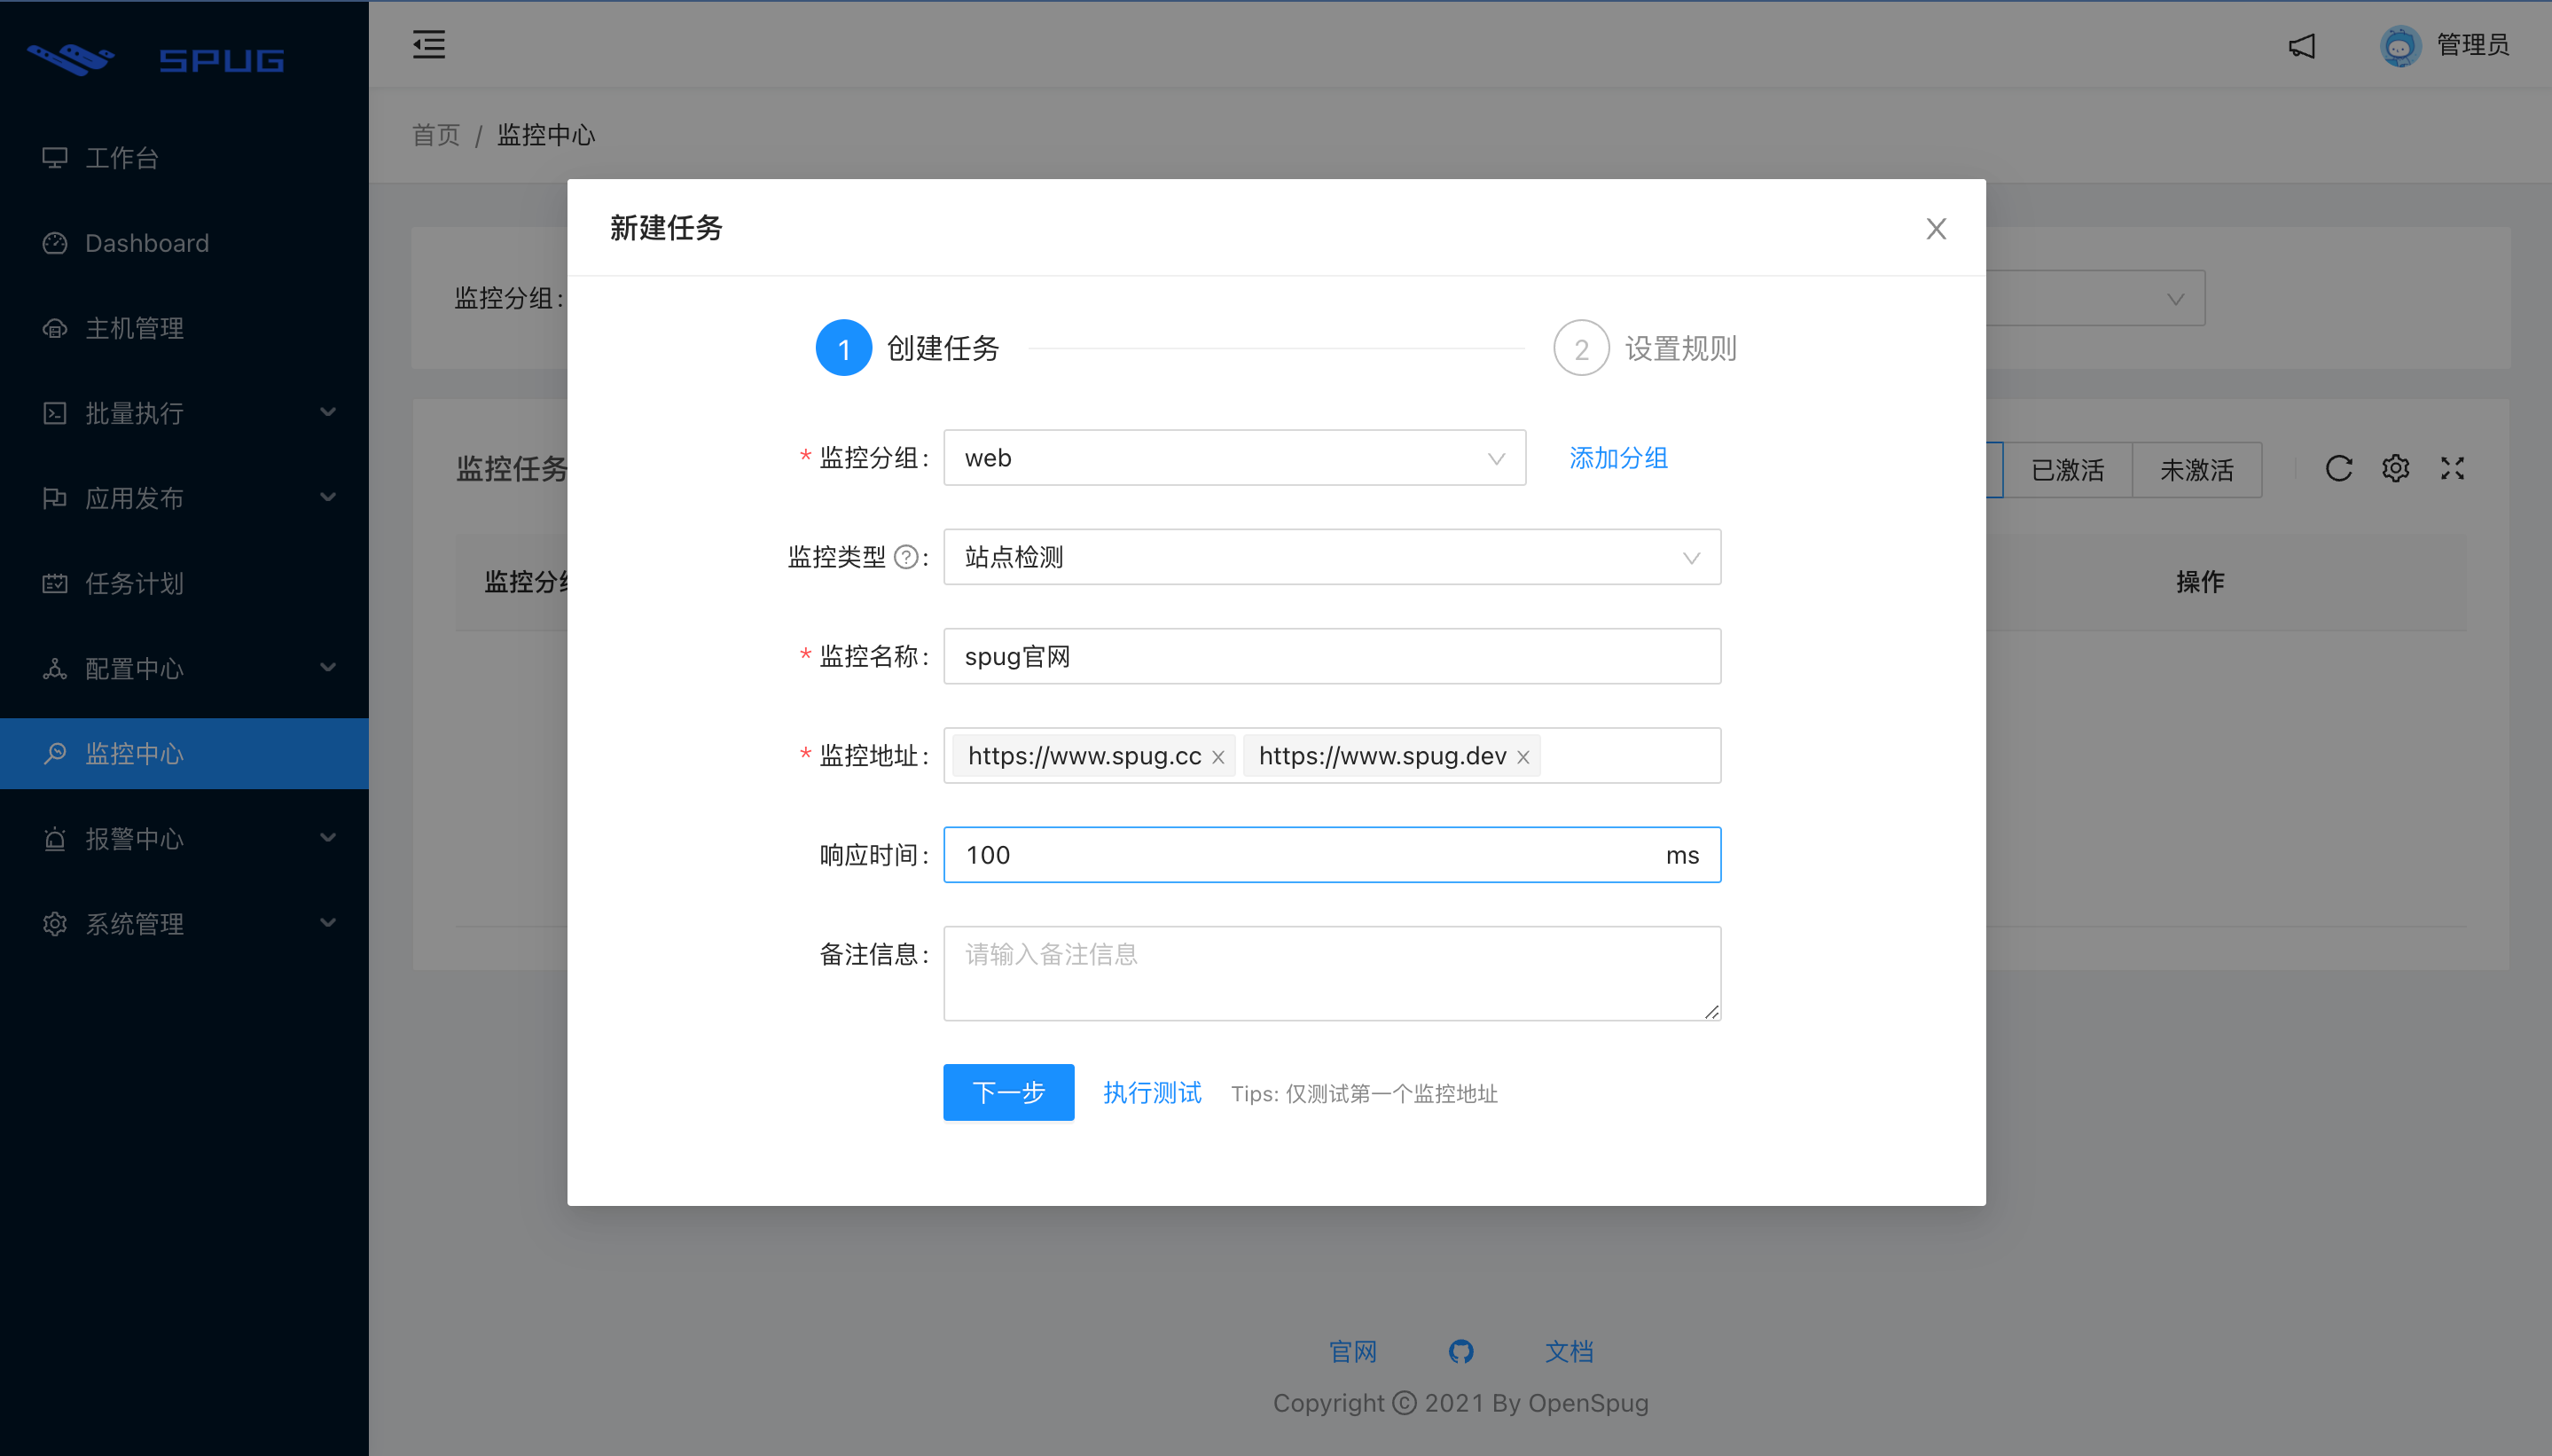 SPUG
管理员
工作台
Dashboard
主机管理
批量执行
应用发布
任务计划
配置中心
监控中心
报警中心
系统管理
首页 / 监控中心
监控分组:
监控任务
已激活
未激活
监控分组
操作
新建任务
1 创建任务
2 设置规则
* 监控分组: web 添加分组
监控类型 ? : 站点检测
* 监控名称: spug官网
* 监控地址: https://www.spug.cc https://www.spug.dev
响应时间: 100 ms
备注信息: 请输入备注信息
下一步 执行测试 Tips: 仅测试第一个监控地址
官网 文档
Copyright © 2021 By OpenSpug